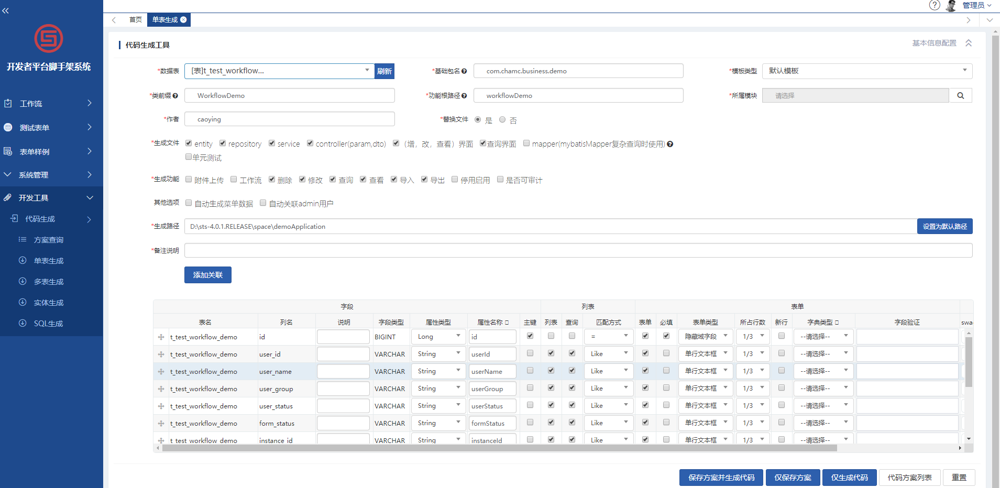 管理员
首页 单表生成
开发者平台脚手架系统
工作流
测试表单
表单样例
系统管理
开发工具
代码生成
方案查询
单表生成
多表生成
实体生成
SQL生成
代码生成工具 基本信息配置
*数据表 [表]t_test_workflow... 刷新 *基础包名 com.chamc.business.demo *模板类型 默认模板
*类前缀 WorkflowDemo *功能根路径 workflowDemo *所属模块 请选择
*作者 caoying *替换文件 是 否
*生成文件 entity repository service controller(param,dto) （增，改，查看）界面 查询界面 mapper(mybatisMapper复杂查询时使用)
单元测试
*生成功能 附件上传 工作流 删除 修改 查询 查看 导入 导出 停用启用 是否可审计
其他选项 自动生成菜单数据 自动关联admin用户
*生成路径 D:\sts-4.0.1.RELEASE\space\demoApplication 设置为默认路径
*备注说明
添加关联
字段 列表 表单
表名 列名 说明 字段类型 属性类型 属性名称 主键 列表 查询 匹配方式 表单 必填 表单类型 所占行数 新行 字典类型 字段验证 swa
t_test_workflow_demo id BIGINT Long id = 隐藏域字段 1/3 --请选择--
t_test_workflow_demo user_id VARCHAR String userId Like 单行文本框 1/3 --请选择--
t_test_workflow_demo user_name VARCHAR String userName Like 单行文本框 1/3 --请选择--
t_test_workflow_demo user_group VARCHAR String userGroup Like 单行文本框 1/3 --请选择--
t_test_workflow_demo user_status VARCHAR String userStatus Like 单行文本框 1/3 --请选择--
t_test_workflow_demo form_status VARCHAR String formStatus Like 单行文本框 1/3 --请选择--
t_test_workflow_demo instance_id VARCHAR String instanceId Like 单行文本框 1/3 --请选择--
保存方案并生成代码 仅保存方案 仅生成代码 代码方案列表 重置